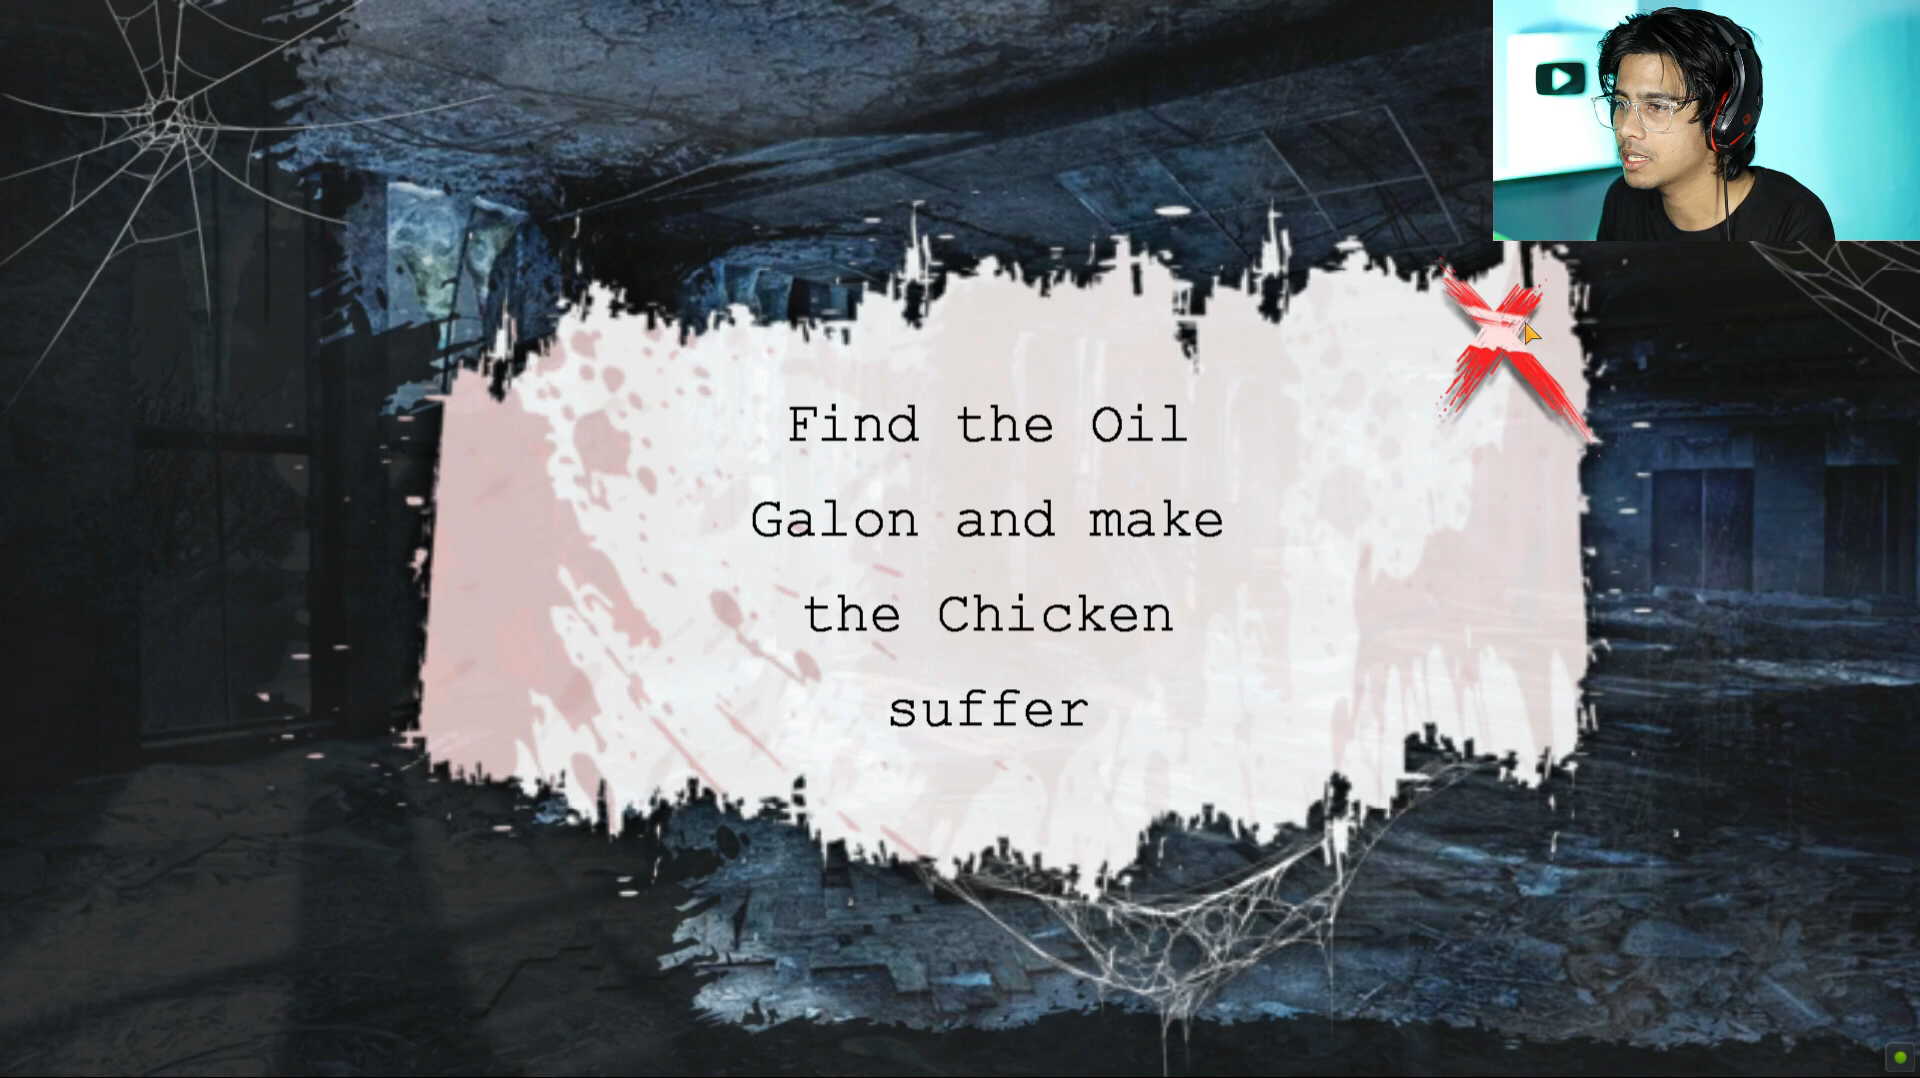 Find the Oil
Galon and make
the Chicken
suffer